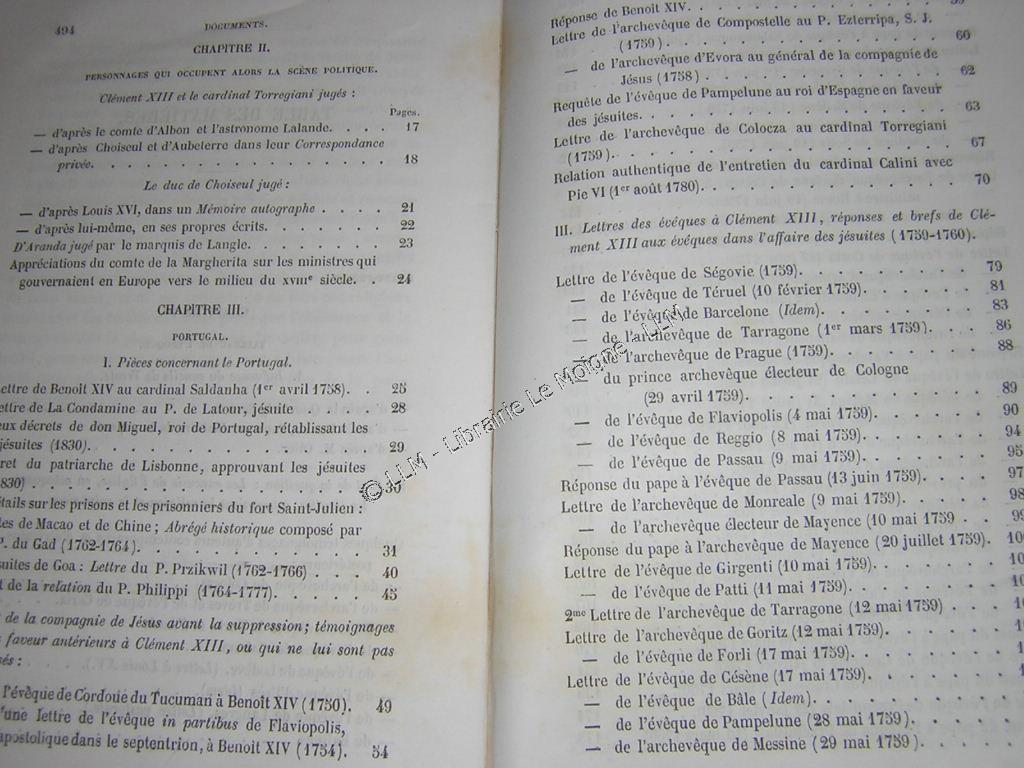 494
DOCUMENTS.
CHAPITRE II.
PERSONNAGES QUI OCCUPENT ALORS LA SCÈNE POLITIQUE.
Clément XIII et le cardinal Torregiani jugés :
Pages.
— d'après le comte d'Albon et l'astronome Lalande. . . . . 17
— d'après Choiseul et d'Aubeterre dans leur Correspondance
privée. . . . . . . . . . . . . . . . . . 18
Le duc de Choiseul jugé :
— d'après Louis XVI, dans un Mémoire autographe . . . . 21
— d'après lui-même, en ses propres écrits. . . . . . 22
D'Aranda jugé par le marquis de Langle. . . . . . 23
Appréciations du comte de la Margherita sur les ministres qui
gouvernaient en Europe vers le milieu du XVIIIe siècle. . 24
CHAPITRE III.
PORTUGAL.
I. Pièces concernant le Portugal.
ettre de Benoît XIV au cardinal Saldanha (1er avril 1758). . 25
ettre de La Condamine au P. de Latour, jésuite . . . . 28
eux décrets de don Miguel, roi de Portugal, rétablissant les
jésuites (1830). . . . . . . . . . . . . . . 29
ret du patriarche de Lisbonne, approuvant les jésuites
1830) . . . . . . . . . . . . . . . . . 30
étails sur les prisons et les prisonniers du fort Saint-Julien :
tes de Macao et de Chine ; Abrégé historique composé par
P. du Gad (1762-1764). . . . . . . . . . . . 31
suites de Goa : Lettre du P. Przikwil (1762-1766) . . . 40
t de la relation du P. Philippi (1764-1777). . . . . 45
de la compagnie de Jésus avant la suppression ; témoignages
faveur antérieurs à Clément XIII, ou qui ne lui sont pas
sés :
l'évêque de Cordoue du Tucuman à Benoît XIV (1750). 49
'une lettre de l'évêque in partibus de Flaviopolis,
apostolique dans le septentrion, à Benoît XIV (1754). 54
Réponse de Benoît XIV. . . . . . . . . . . . . 59
Lettre de l'archevêque de Compostelle au P. Ezterripa, S. J.
(1759) . . . . . . . . . . . . . . . . 60
— de l'archevêque d'Evora au général de la compagnie de
Jésus (1758) . . . . . . . . . . . . . . 62
Requête de l'évêque de Pampelune au roi d'Espagne en faveur
des jésuites. . . . . . . . . . . . . . . 63
Lettre de l'archevêque de Colocza au cardinal Torregiani
(1759). . . . . . . . . . . . . . . . . 67
Relation authentique de l'entretien du cardinal Calini avec
Pie VI (1er août 1780). . . . . . . . . . . . 70
III. Lettres des évêques à Clément XIII, réponses et brefs de Clé-
ment XIII aux évêques dans l'affaire des jésuites (1759-1760).
Lettre de l'évêque de Ségovie (1759). . . . . . . . . 79
— de l'évêque de Téruel (10 février 1759). . . . . . 81
— de l'évêque de Barcelone (Idem). . . . . . . . 83
— de l'archevêque de Tarragone (1er mars 1759). . . . 86
de l'archevêque de Prague (1759). . . . . . . . 88
du prince archevêque électeur de Cologne
(29 avril 1759). . . . . . . . . . . . . 89
— de l'évêque de Flaviopolis (4 mai 1759). . . . . . 90
— de l'évêque de Reggio (8 mai 1759). . . . . . . 94
— de l'évêque de Passau (9 mai 1759). . . . . . . 95
Réponse du pape à l'évêque de Passau (13 juin 1759). . . . 97
Lettre de l'archevêque de Monreale (9 mai 1759). . . . . 98
— de l'archevêque électeur de Mayence (10 mai 1759 . . 99
Réponse du pape à l'archevêque de Mayence (20 juillet 1759). 10
Lettre de l'évêque de Girgenti (10 mai 1759). . . . . . 10
— de l'évêque de Patti (11 mai 1759). . . . . . . 10
2me Lettre de l'archevêque de Tarragone (12 mai 1759) . . . 1
Lettre de l'archevêque de Goritz (12 mai 1759). . . . . . 1
— de l'évêque de Forli (17 mai 1759). . . . . . . 1
Lettre de l'évêque de Césène (17 mai 1759). . . . . . . 1
— de l'évêque de Bâle (Idem). . . . . . . . .
— de l'évêque de Pampelune (28 mai 1759). . . . .
— de l'archevêque de Messine (29 mai 1759). . . . .
©LLM - Librairie Le Moigne - LLM